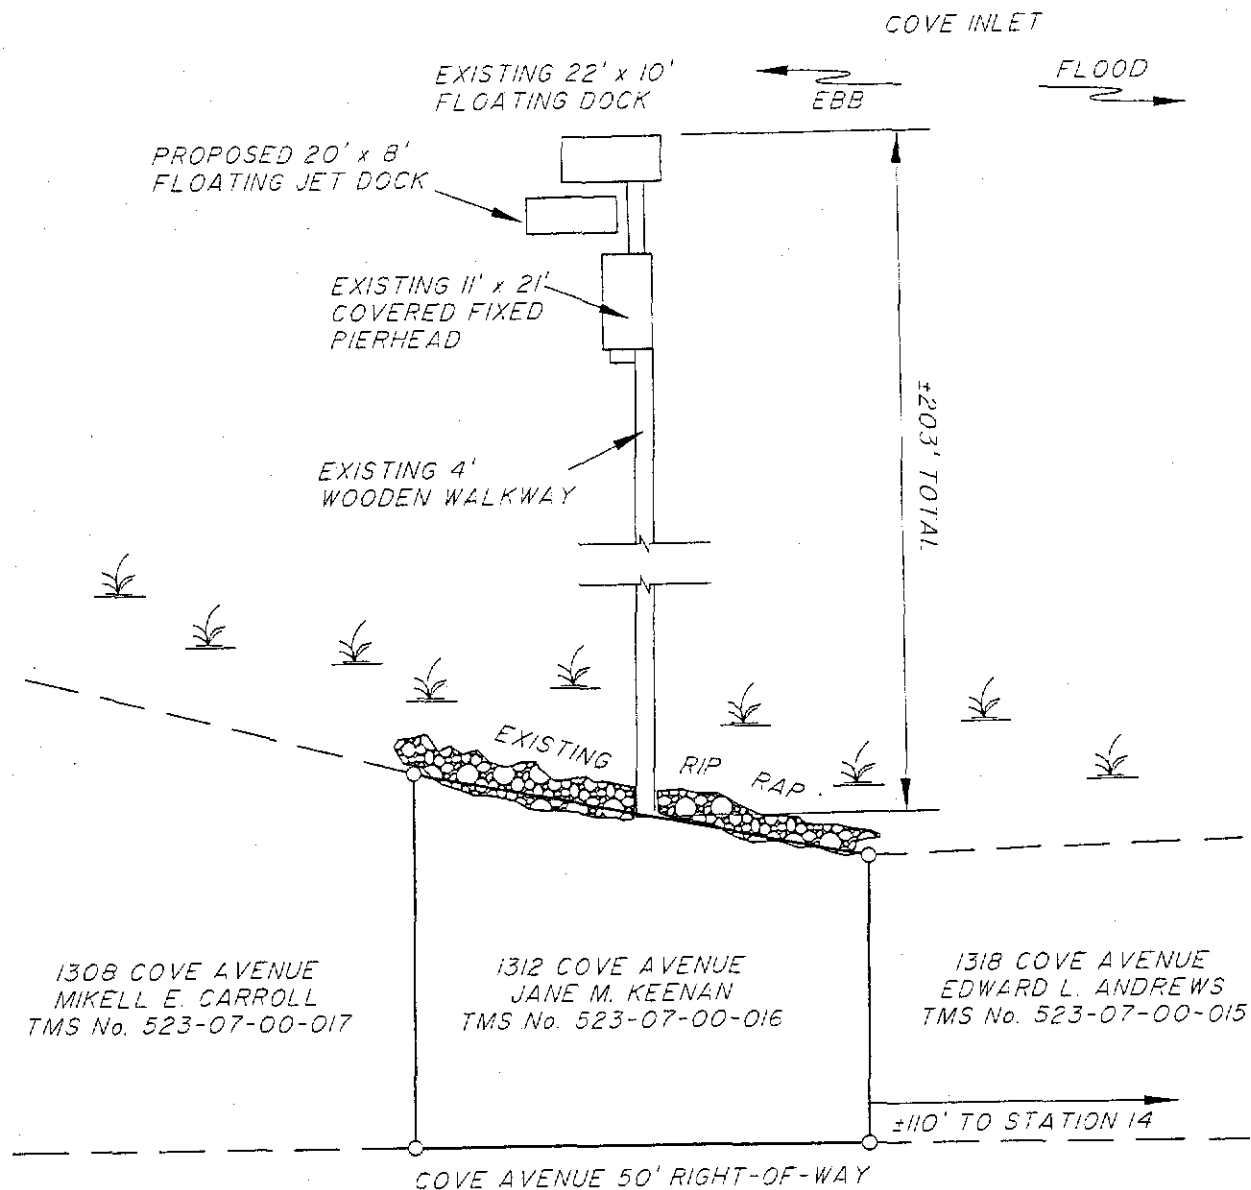 COVE INLET
EXISTING 22' x 10'
FLOATING DOCK
EBB
FLOOD
PROPOSED 20' x 8'
FLOATING JET DOCK
EXISTING 11' x 21'
COVERED FIXED
PIERHEAD
±203' TOTAL
EXISTING 4'
WOODEN WALKWAY
EXISTING RIP RAP
1308 COVE AVENUE
MIKELL E. CARROLL
TMS No. 523-07-00-017
1312 COVE AVENUE
JANE M. KEENAN
TMS No. 523-07-00-016
1318 COVE AVENUE
EDWARD L. ANDREWS
TMS No. 523-07-00-015
±110' TO STATION 14
COVE AVENUE 50' RIGHT-OF-WAY